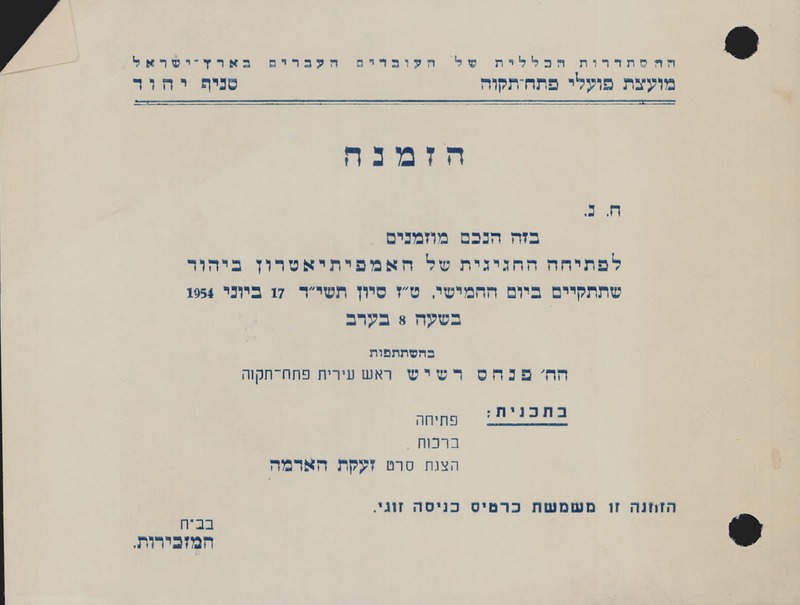 ההסתדרות הכללית של העובדים העברים בארץ־ישראל
מועצת פועלי פתח־תקוה סניף יהוד
הזמנה
ח. נ.
בזה הנכם מוזמנים
לפתיחה החגיגית של האמפיתיאטרון ביהוד
שתתקיים ביום החמישי, ט״ז סיון תשי״ד 17 ביוני 1954
בשעה 8 בערב
בהשתתפות
הח׳ פנחס רשיש ראש עירית פתח־תקוה
בתכנית:
פתיחה
ברכות
הצגת סרט זעקת האדמה
הזמנה זו משמשת כרטיס כניסה זוגי.
בב״ח
המזכירות.